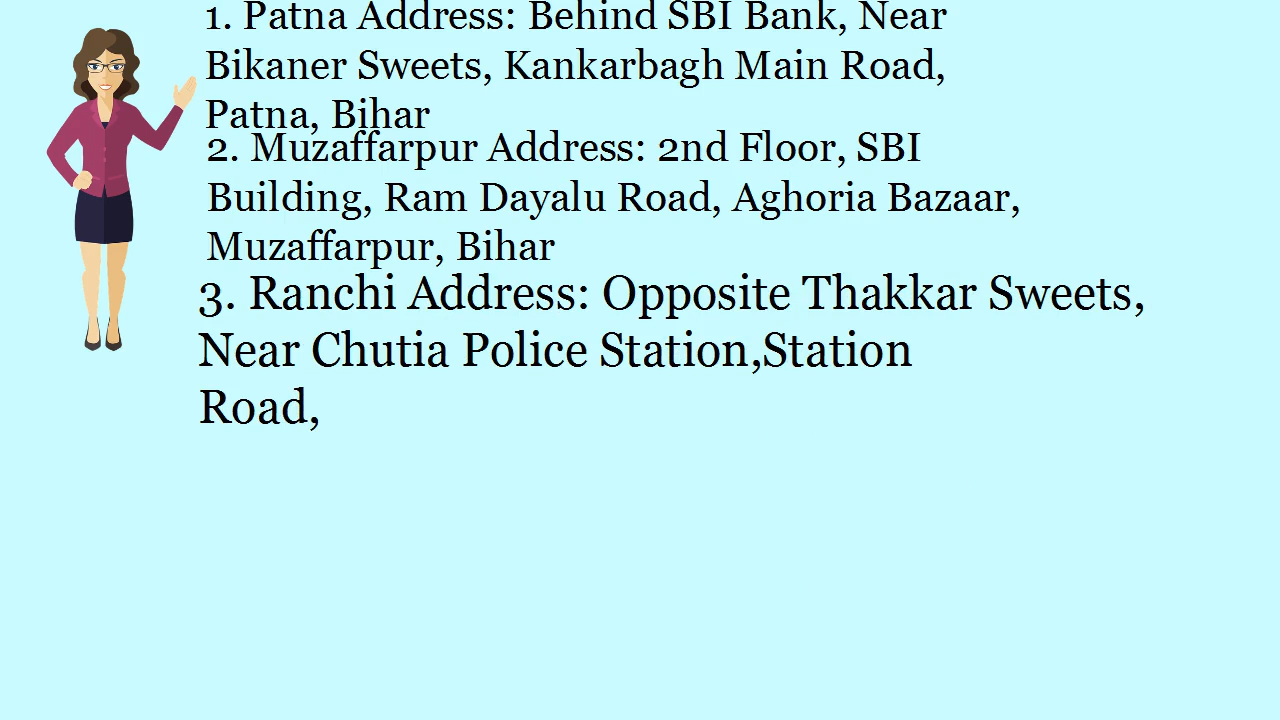 1. Patna Address: Behind SBI Bank, Near
Bikaner Sweets, Kankarbagh Main Road,
Patna, Bihar
2. Muzaffarpur Address: 2nd Floor, SBI
Building, Ram Dayalu Road, Aghoria Bazaar,
Muzaffarpur, Bihar
3. Ranchi Address: Opposite Thakkar Sweets,
Near Chutia Police Station,Station
Road,